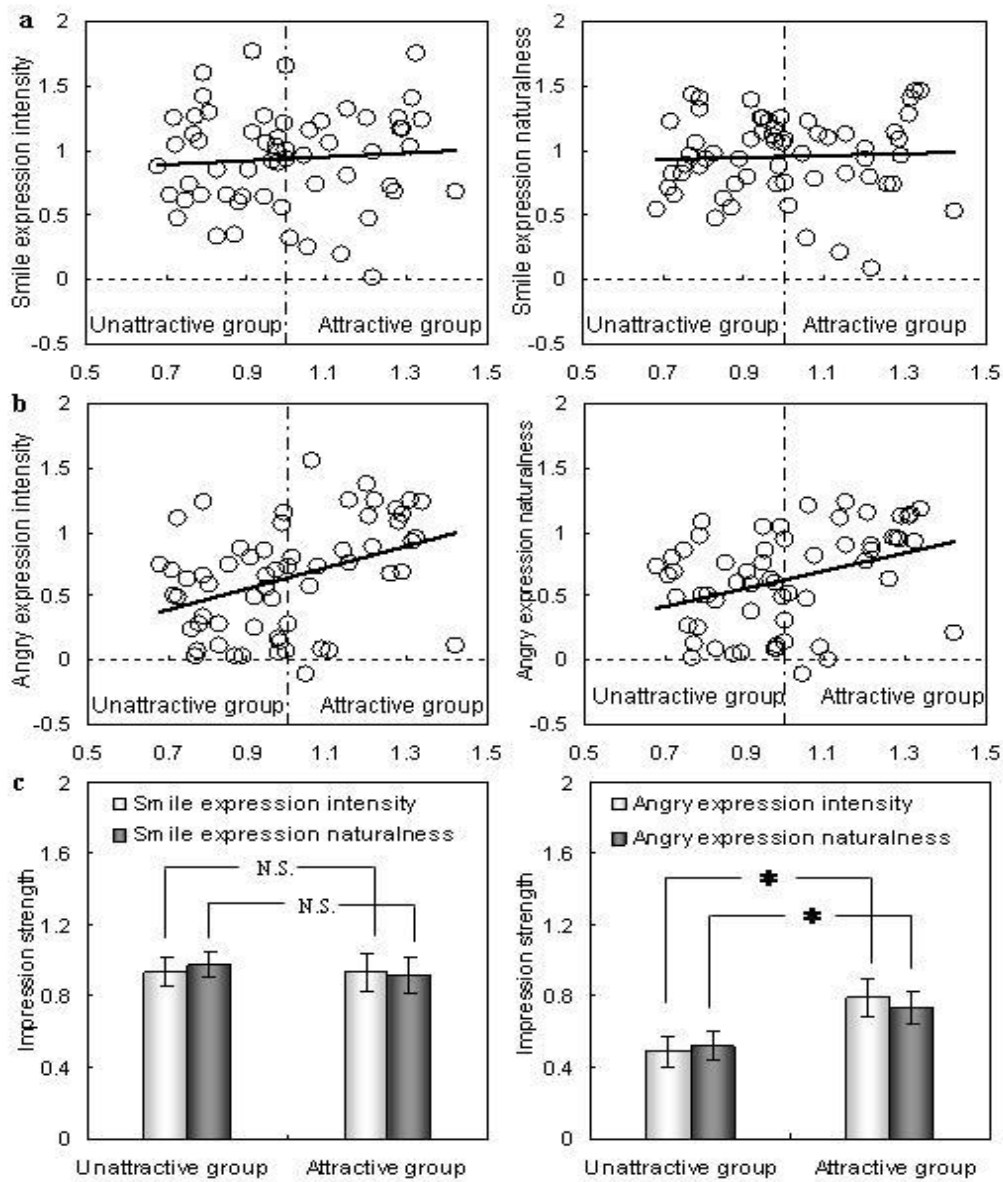 a
Smile expression intensity
2
1.5
1
0.5
0
-0.5
Unattractive group Attractive group
0.5 0.7 0.9 1.1 1.3 1.5
Smile expression naturalness
2
1.5
1
0.5
0
-0.5
Unattractive group Attractive group
0.5 0.7 0.9 1.1 1.3 1.5
b
Angry expression intensity
2
1.5
1
0.5
0
-0.5
Unattractive group Attractive group
0.5 0.7 0.9 1.1 1.3 1.5
Angry expression naturalness
2
1.5
1
0.5
0
-0.5
Unattractive group Attractive group
0.5 0.7 0.9 1.1 1.3 1.5
c
Impression strength
2
1.6
1.2
0.8
0.4
0
Smile expression intensity
Smile expression naturalness
N.S.
N.S.
Unattractive group Attractive group
Impression strength
2
1.6
1.2
0.8
0.4
0
Angry expression intensity
Angry expression naturalness
*
*
Unattractive group Attractive group